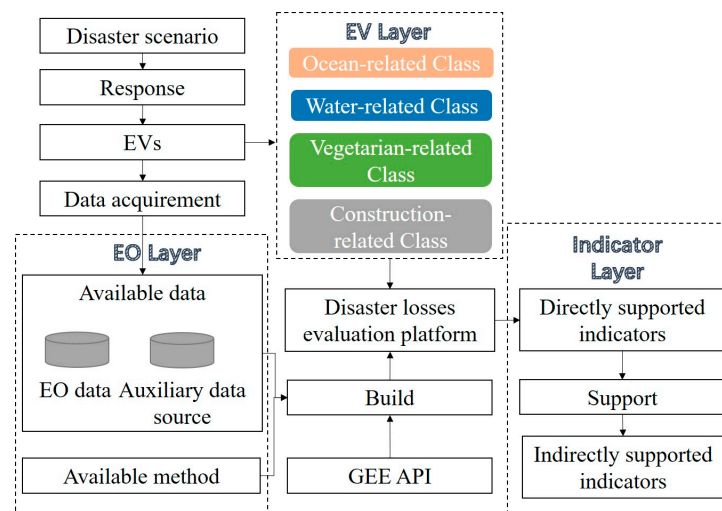 Disaster scenario
Response
EVs
Data acquirement
EO Layer
Available data
EO data
Auxiliary data
source
Available method
EV Layer
Ocean-related Class
Water-related Class
Vegetarian-related
Class
Construction-
related Class
Disaster losses
evaluation platform
Build
GEE API
Indicator
Layer
Directly supported
indicators
Support
Indirectly supported
indicators